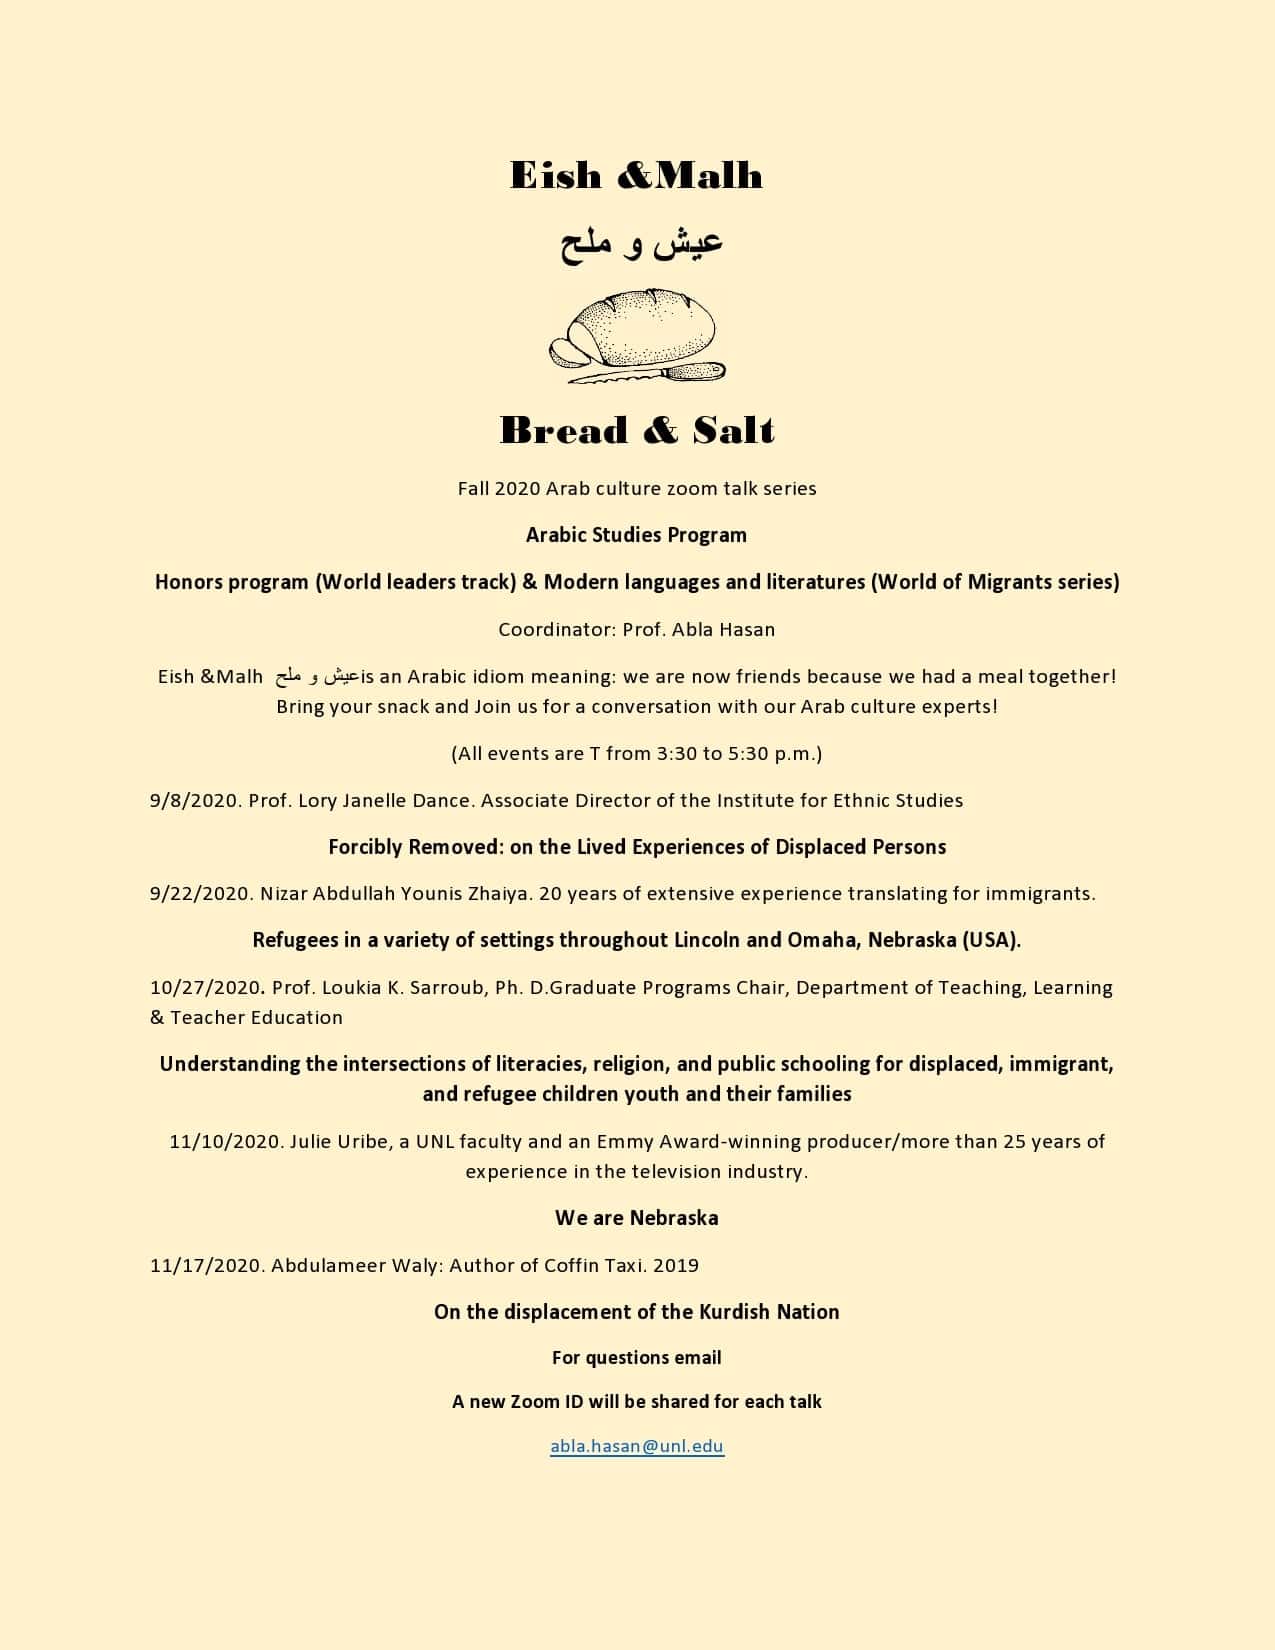 Eish &Malh
عيش و ملح
Bread & Salt
Fall 2020 Arab culture zoom talk series
Arabic Studies Program
Honors program (World leaders track) & Modern languages and literatures (World of Migrants series)
Coordinator: Prof. Abla Hasan
Eish &Malh عيش و ملح is an Arabic idiom meaning: we are now friends because we had a meal together!
Bring your snack and Join us for a conversation with our Arab culture experts!
(All events are T from 3:30 to 5:30 p.m.)
9/8/2020. Prof. Lory Janelle Dance. Associate Director of the Institute for Ethnic Studies
Forcibly Removed: on the Lived Experiences of Displaced Persons
9/22/2020. Nizar Abdullah Younis Zhaiya. 20 years of extensive experience translating for immigrants.
Refugees in a variety of settings throughout Lincoln and Omaha, Nebraska (USA).
10/27/2020. Prof. Loukia K. Sarroub, Ph. D.Graduate Programs Chair, Department of Teaching, Learning
& Teacher Education
Understanding the intersections of literacies, religion, and public schooling for displaced, immigrant,
and refugee children youth and their families
11/10/2020. Julie Uribe, a UNL faculty and an Emmy Award-winning producer/more than 25 years of
experience in the television industry.
We are Nebraska
11/17/2020. Abdulameer Waly: Author of Coffin Taxi. 2019
On the displacement of the Kurdish Nation
For questions email
A new Zoom ID will be shared for each talk
abla.hasan@unl.edu